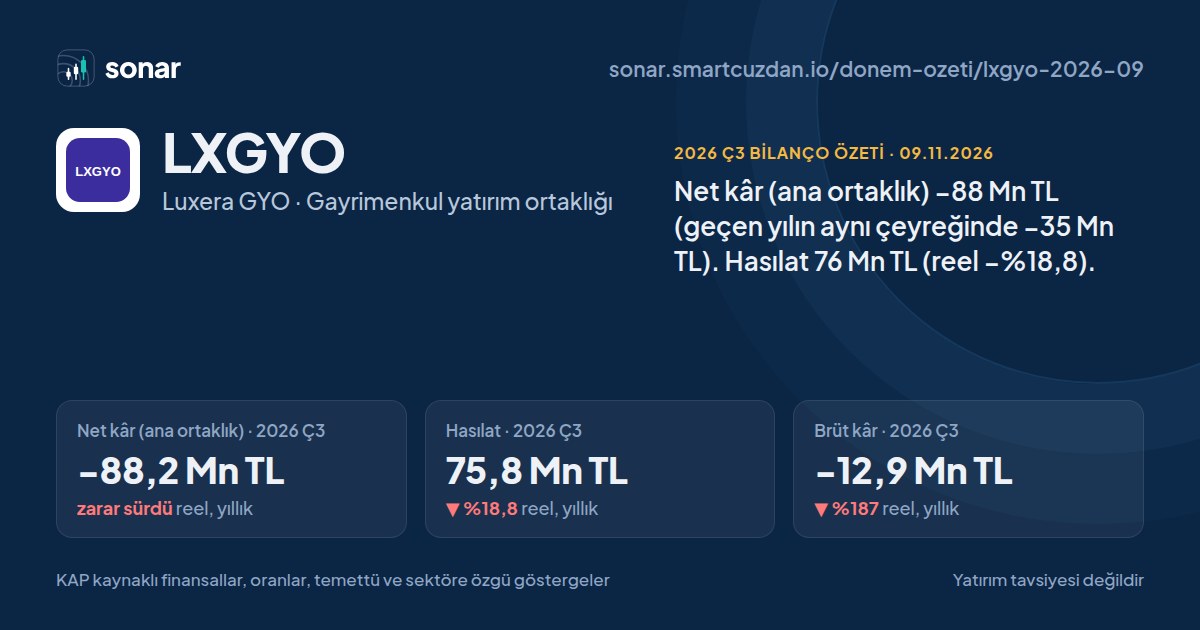 sonar
sonar.smartcuzdan.io/donem-ozeti/lxgyo-2026-09
LXGYO
LXGYO
Luxera GYO · Gayrimenkul yatırım ortaklığı
2026 Ç3 BİLANÇO ÖZETİ · 09.11.2026
Net kâr (ana ortaklık) −88 Mn TL
(geçen yılın aynı çeyreğinde −35 Mn
TL). Hasılat 76 Mn TL (reel −%18,8).
Net kâr (ana ortaklık) · 2026 Ç3
−88,2 Mn TL
zarar sürdü reel, yıllık
Hasılat · 2026 Ç3
75,8 Mn TL
▼ %18,8 reel, yıllık
Brüt kâr · 2026 Ç3
−12,9 Mn TL
▼ %187 reel, yıllık
KAP kaynaklı finansallar, oranlar, temettü ve sektöre özgü göstergeler
Yatırım tavsiyesi değildir